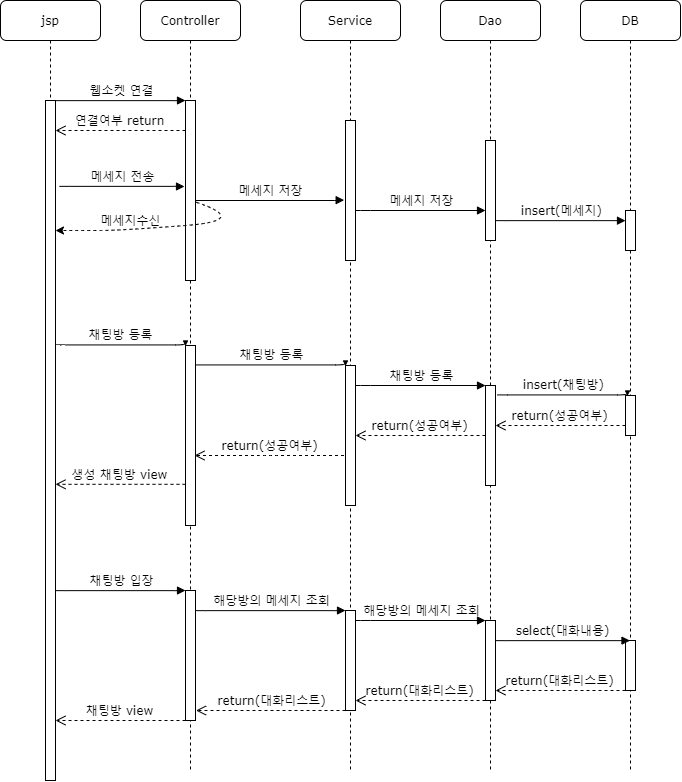 jsp
Controller
Service
Dao
DB
웹소켓 연결
연결여부 return
메세지 전송
메세지 저장
메세지 저장
insert(메세지)
메세지수신
채팅방 등록
채팅방 등록
채팅방 등록
insert(채팅방)
return(성공여부)
return(성공여부)
return(성공여부)
생성 채팅방 view
채팅방 입장
해당방의 메세지 조회
해당방의 메세지 조회
select(대화내용)
return(대화리스트)
return(대화리스트)
return(대화리스트)
채팅방 view